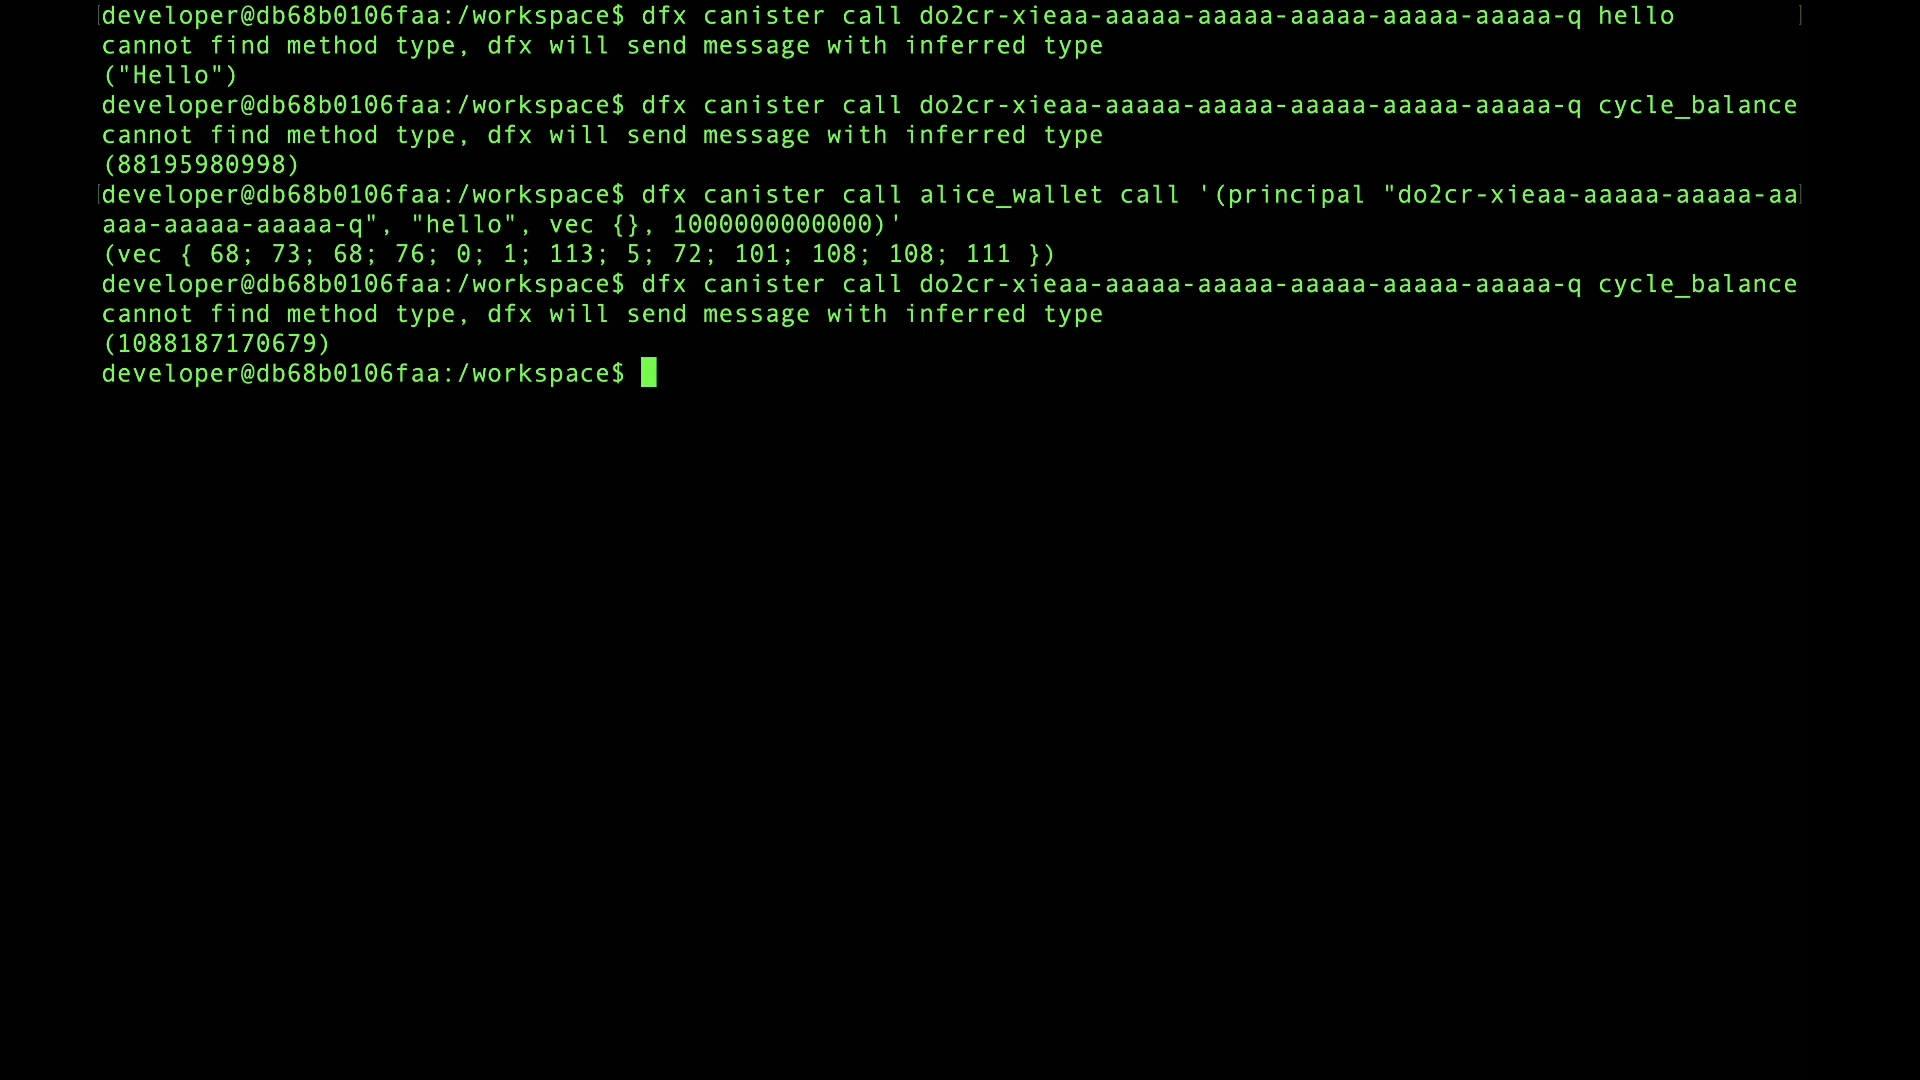 developer@db68b0106faa:/workspace$ dfx canister call do2cr-xieaa-aaaaa-aaaaa-aaaaa-aaaaa-aaaaa-q hello
cannot find method type, dfx will send message with inferred type
("Hello")
developer@db68b0106faa:/workspace$ dfx canister call do2cr-xieaa-aaaaa-aaaaa-aaaaa-aaaaa-aaaaa-q cycle_balance
cannot find method type, dfx will send message with inferred type
(88195980998)
developer@db68b0106faa:/workspace$ dfx canister call alice_wallet call '(principal "do2cr-xieaa-aaaaa-aaaaa-aa
aaa-aaaaa-aaaaa-q", "hello", vec {}, 1000000000000)'
(vec { 68; 73; 68; 76; 0; 1; 113; 5; 72; 101; 108; 108; 111 })
developer@db68b0106faa:/workspace$ dfx canister call do2cr-xieaa-aaaaa-aaaaa-aaaaa-aaaaa-aaaaa-q cycle_balance
cannot find method type, dfx will send message with inferred type
(1088187170679)
developer@db68b0106faa:/workspace$